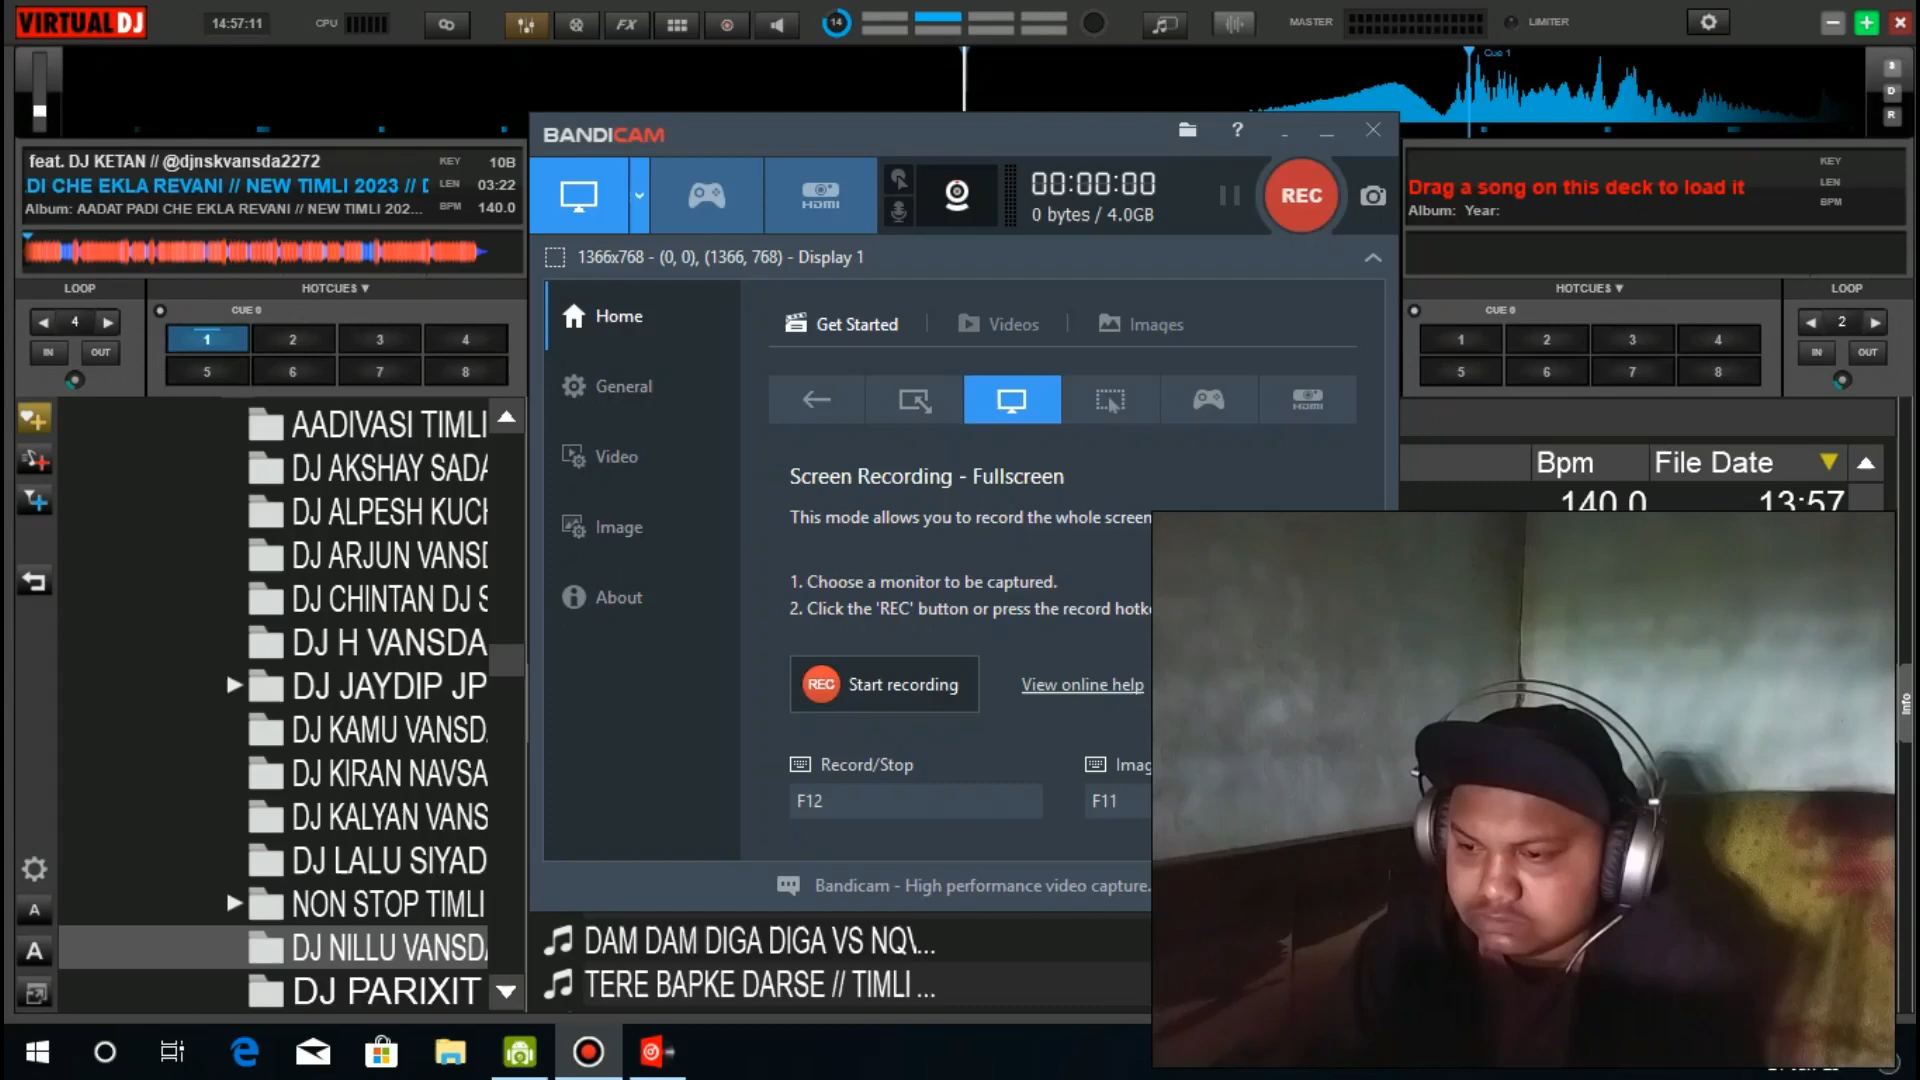 VIRTUAL DJ
14:57:11
CPU
FX
14
MASTER
LIMITER
Cue 1
S
D
R
feat. DJ KETAN // @djnskvansda2272
DI CHE EKLA REVANI // NEW TIMLI 2023 // D
Album: AADAT PADI CHE EKLA REVANI // NEW TIMLI 202...
KEY 10B
LEN 03:22
BPM 140.0
LOOP
HOTCUES
4
IN OUT
CUE 0
1 2 3 4
5 6 7 8
BANDICAM
?
HDMI
00:00:00
0 bytes / 4.0GB
REC
1366x768 - (0, 0), (1366, 768) - Display 1
Home
General
Video
Image
About
Get Started
Videos
Images
HDMI
Screen Recording - Fullscreen
This mode allows you to record the whole screen
1. Choose a monitor to be captured.
2. Click the 'REC' button or press the record hotke
REC Start recording
View online help
Record/Stop
F12
Imag
F11
Bandicam - High performance video capture.
Drag a song on this deck to load it
Album: Year:
KEY
LEN
BPM
HOTCUES
LOOP
CUE 0
1 2 3 4
5 6 7 8
2
IN OUT
Bpm
File Date
140.0
13:57
AADIVASI TIMLI
DJ AKSHAY SADA
DJ ALPESH KUCH
DJ ARJUN VANSD
DJ CHINTAN DJ S
DJ H VANSDA
DJ JAYDIP JP
DJ KAMU VANSDA
DJ KIRAN NAVSA
DJ KALYAN VANS
DJ LALU SIYAD
NON STOP TIMLI
DJ NILLU VANSDA
DJ PARIXIT
A
A
DAM DAM DIGA DIGA VS NQ\...
TERE BAPKE DARSE // TIMLI ...
Info